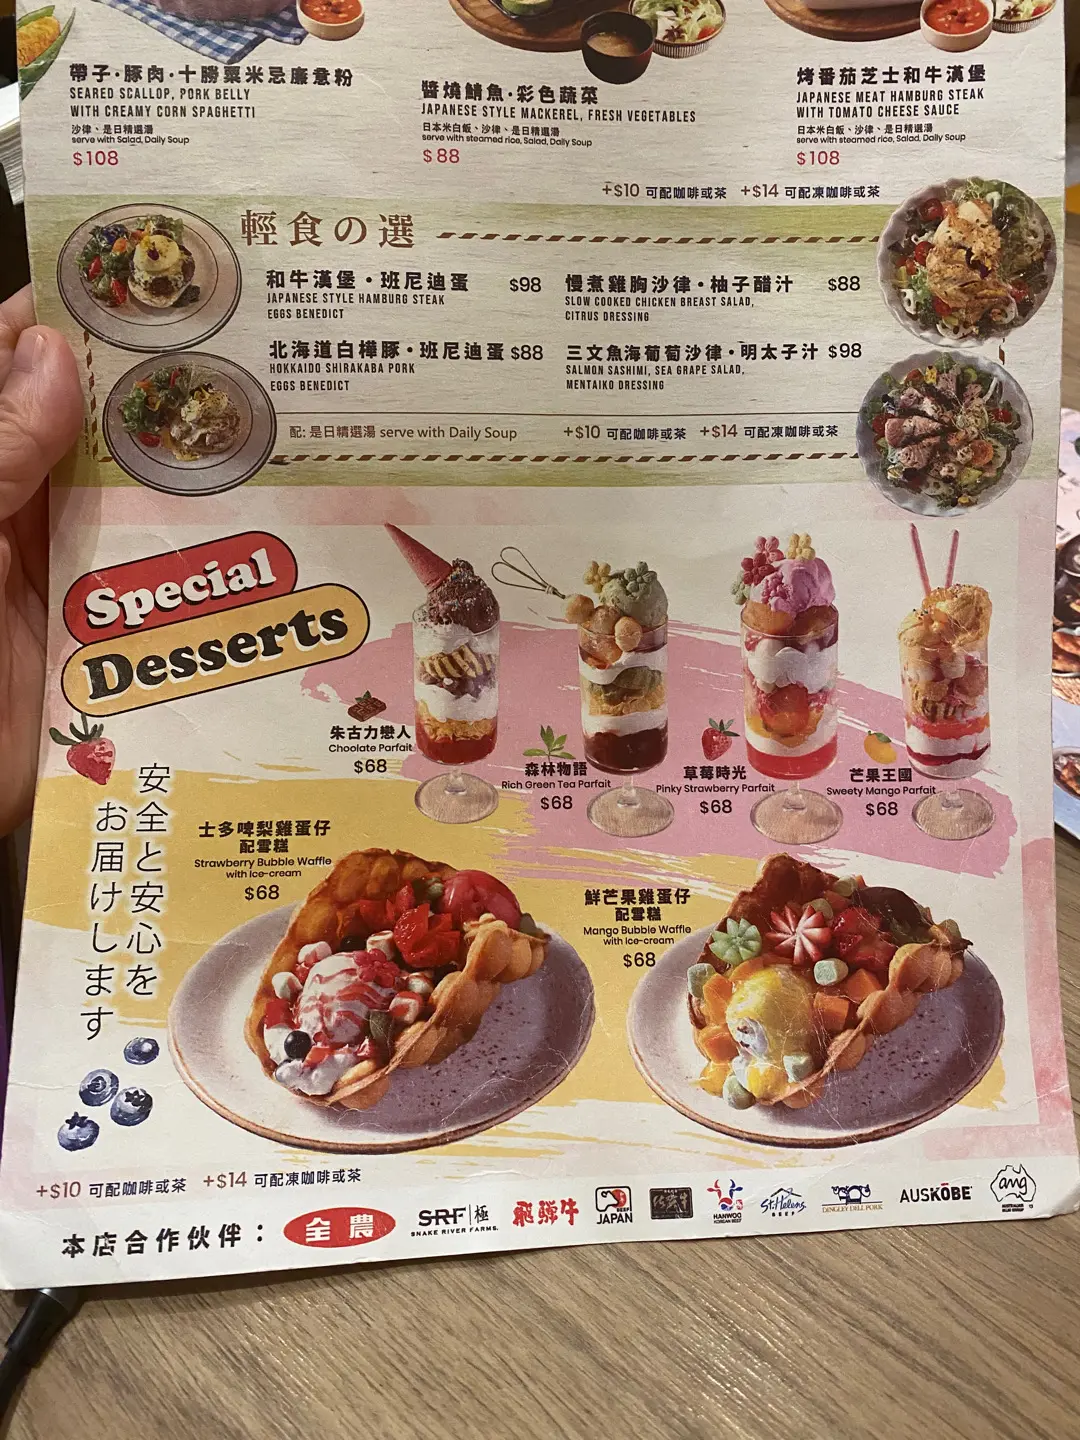 帶子·豚肉·十勝粟米忌廉意粉
SEARED SCALLOP, PORK BELLY
WITH CREAMY CORN SPAGHETTI
沙律、是日精選湯
serve with Salad, Daily Soup
$108
醬燒鯖魚·彩色蔬菜
JAPANESE STYLE MACKEREL, FRESH VEGETABLES
日本米白飯、沙律、是日精選湯
serve with steamed rice, Salad, Daily Soup
$88
烤番茄芝士和牛漢堡
JAPANESE MEAT HAMBURG STEAK
WITH TOMATO CHEESE SAUCE
日本米白飯、沙律、是日精選湯
serve with steamed rice, Salad, Daily Soup
$108
+$10 可配咖啡或茶 +$14 可配凍咖啡或茶
輕食の選
和牛漢堡·班尼迪蛋 $98
JAPANESE STYLE HAMBURG STEAK
EGGS BENEDICT
北海道白樺豚·班尼迪蛋 $88
HOKKAIDO SHIRAKABA PORK
EGGS BENEDICT
慢煮雞胸沙律·柚子醋汁 $88
SLOW COOKED CHICKEN BREAST SALAD,
CITRUS DRESSING
三文魚海葡萄沙律·明太子汁 $98
SALMON SASHIMI, SEA GRAPE SALAD,
MENTAIKO DRESSING
配: 是日精選湯 serve with Daily Soup +$10 可配咖啡或茶 +$14 可配凍咖啡或茶
Special
Desserts
朱古力戀人
Choolate Parfait
$68
森林物語
Rich Green Tea Parfait
$68
草莓時光
Pinky Strawberry Parfait
$68
芒果王國
Sweety Mango Parfait
$68
安全と安心を
お届けします
士多啤梨雞蛋仔
配雪糕
Strawberry Bubble Waffle
with Ice-cream
$68
鮮芒果雞蛋仔
配雪糕
Mango Bubble Waffle
with Ice-cream
$68
+$10 可配咖啡或茶 +$14 可配凍咖啡或茶
本店合作伙伴：
全農
SRF 極
SNAKE RIVER FARMS.
飛騨牛
BEEF
JAPAN
HANWOO
KOREAN BEEF
St.Helens
BEEF
DINGLEY DELL PORK
AUSKŌBE
ang